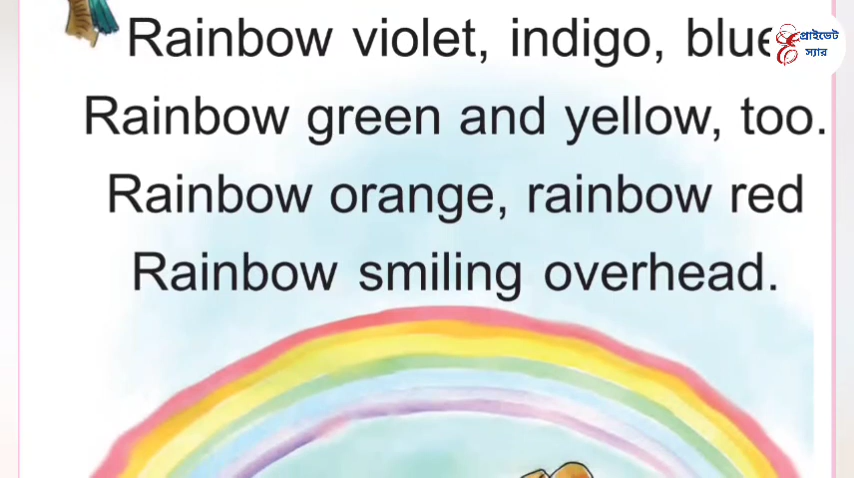 Rainbow violet, indigo, blue
প্রাইভেট
স্যার
Rainbow green and yellow, too.
Rainbow orange, rainbow red
Rainbow smiling overhead.